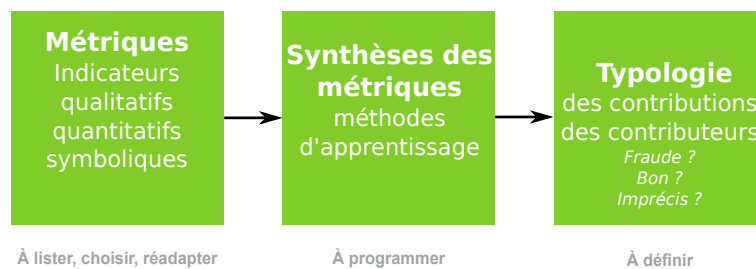 Métriques
Indicateurs
qualitatifs
quantitatifs
symboliques
Synthèses des
métriques
méthodes
d'apprentissage
Typologie
des contributions
des contributeurs
Fraude ?
Bon ?
Imprécis ?
À lister, choisir, réadapter
À programmer
À définir